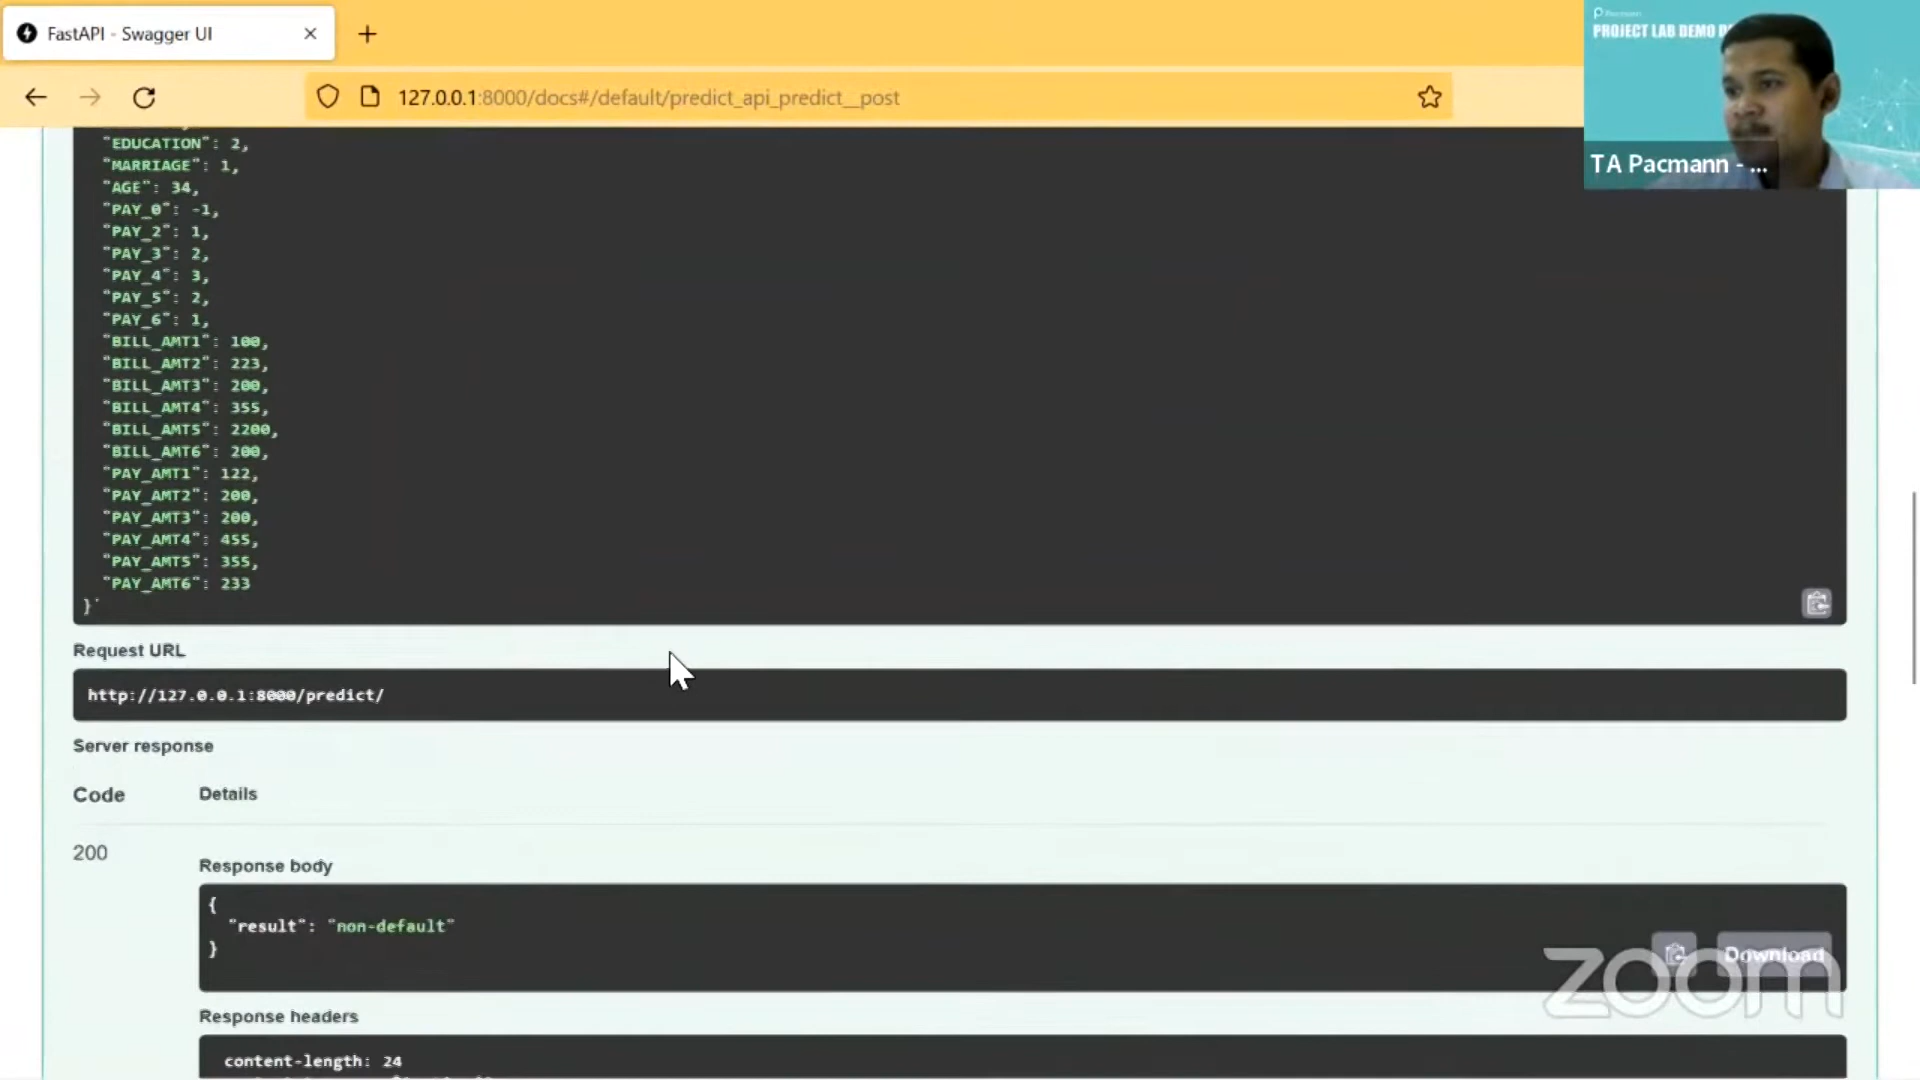 FastAPI - Swagger UI
127.0.0.1:8000/docs#/default/predict_api_predict__post
Pacmann
PROJECT LAB DEMO
TA Pacmann - ...
"EDUCATION": 2,
"MARRIAGE": 1,
"AGE": 34,
"PAY_0": -1,
"PAY_2": 1,
"PAY_3": 2,
"PAY_4": 3,
"PAY_5": 2,
"PAY_6": 1,
"BILL_AMT1": 100,
"BILL_AMT2": 223,
"BILL_AMT3": 200,
"BILL_AMT4": 355,
"BILL_AMT5": 2200,
"BILL_AMT6": 200,
"PAY_AMT1": 122,
"PAY_AMT2": 200,
"PAY_AMT3": 200,
"PAY_AMT4": 455,
"PAY_AMT5": 355,
"PAY_AMT6": 233
}'
Request URL
http://127.0.0.1:8000/predict/
Server response
Code Details
200
Response body
{
"result": "non-default"
}
Download
zoom
Response headers
content-length: 24